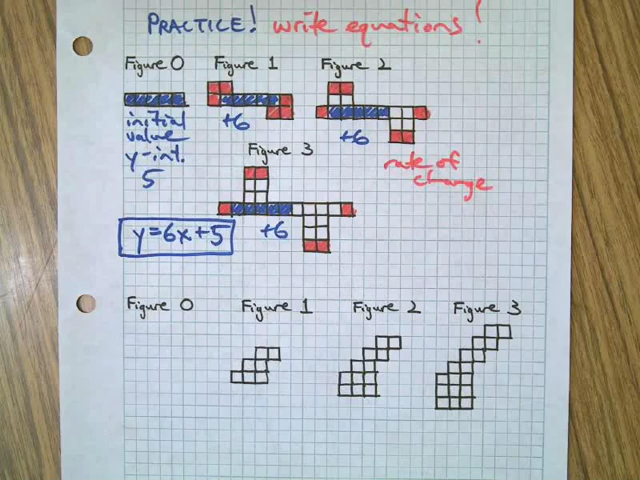 PRACTICE! write equations!
Figure 0 Figure 1 Figure 2
initial
value
y-int.
5
+6
+6
rate of
change
Figure 3
y=6x+5
+6
Figure 0 Figure 1 Figure 2 Figure 3